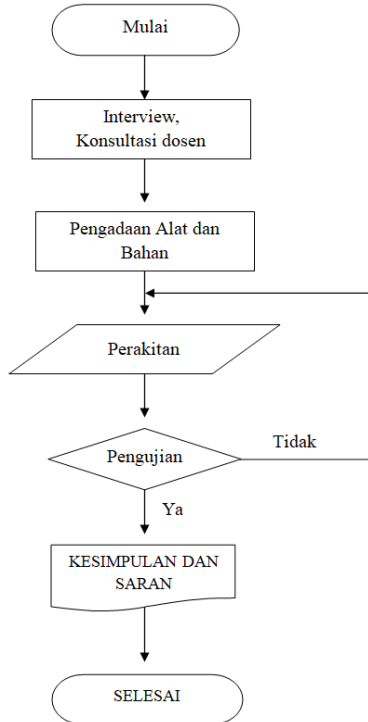 Mulai
Interview,
Konsultasi dosen
Pengadaan Alat dan
Bahan
Perakitan
Pengujian
Tidak
Ya
KESIMPULAN DAN
SARAN
SELESAI